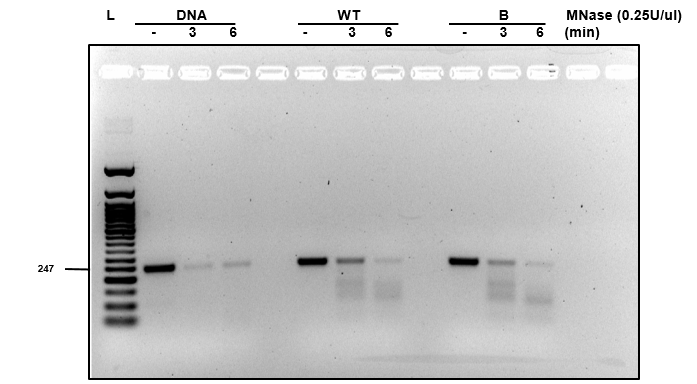 L DNA WT B MNase (0.25U/ul)
- 3 6 - 3 6 - 3 6 (min)
247